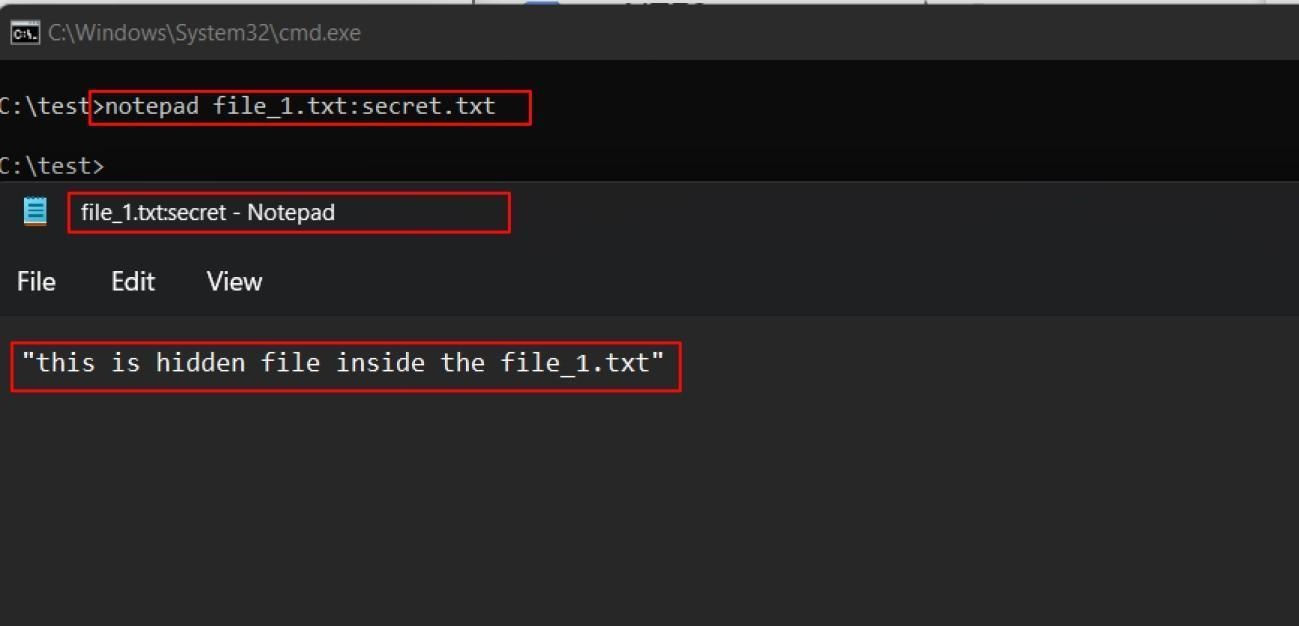 C:\Windows\System32\cmd.exe
C:\test>notepad file_1.txt:secret.txt
C:\test>
file_1.txt:secret - Notepad
File Edit View
"this is hidden file inside the file_1.txt"